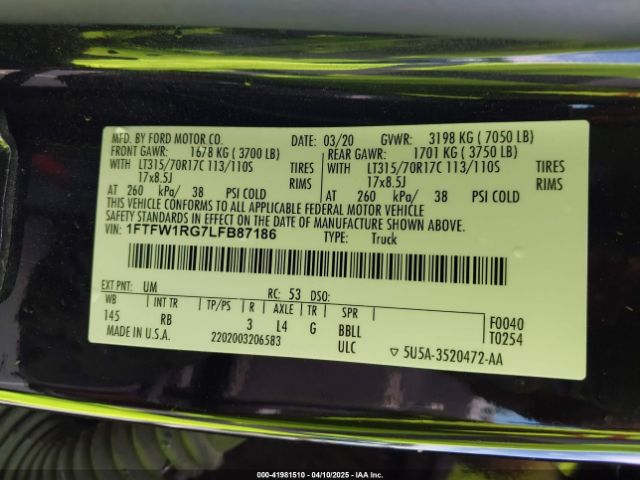 MFD. BY FORD MOTOR CO. 03/20 GVWR: 3198 KG ( 7050 LB)
FRONT GAWR: 1678 KG ( 3700 LB) REAR GAWR: 1701 KG ( 3750 LB)
WITH LT315/70R17C 113/110S TIRES WITH LT315/70R17C 113/110S TIRES
17x8.5J RIMS 17x8.5J RIMS
AT 260 kPa/ 38 PSI COLD AT 260 kPa/ 38 PSI COLD
THIS VEHICLE CONFORMS TO ALL APPLICABLE FEDERAL MOTOR VEHICLE
SAFETY STANDARDS IN EFFECT ON THE DATE OF MANUFACTURE SHOWN ABOVE.
VIN: 1FTFW1RG7LFB87186 TYPE: Truck
EXT PNT: UM RC: 53 DSO:
WB INT TR TP/PS R AXLE TR SPR
145 RB 3 L4 G BBLL F0040
ULC T0254
MADE IN U.S.A. 2202003206583 ▽ 5U5A-3520472-AA
000-41981510 | 04/10/2025 | Copart, IAA Inc.